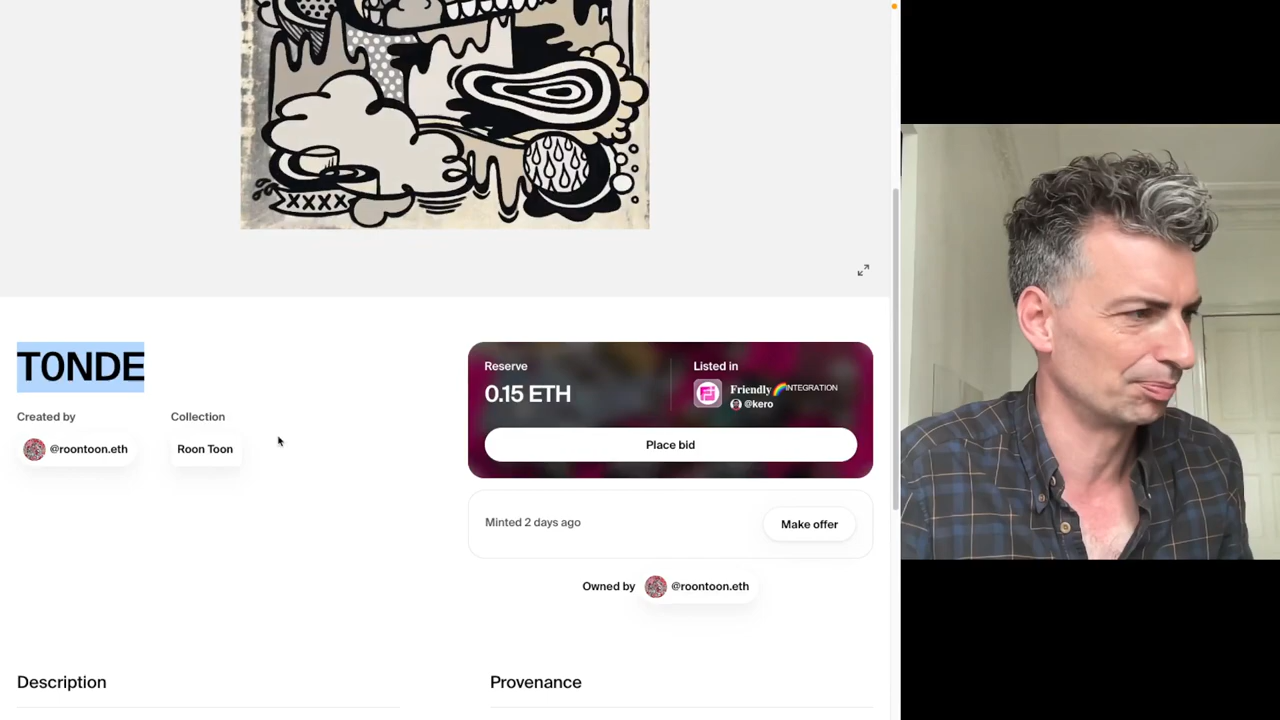 XXXX
TONDE
Created by
@roontoon.eth
Collection
Roon Toon
Reserve
0.15 ETH
Listed in
Friendly 🌈INTEGRATION
@kero
Place bid
Minted 2 days ago
Make offer
Owned by @roontoon.eth
Description
Provenance